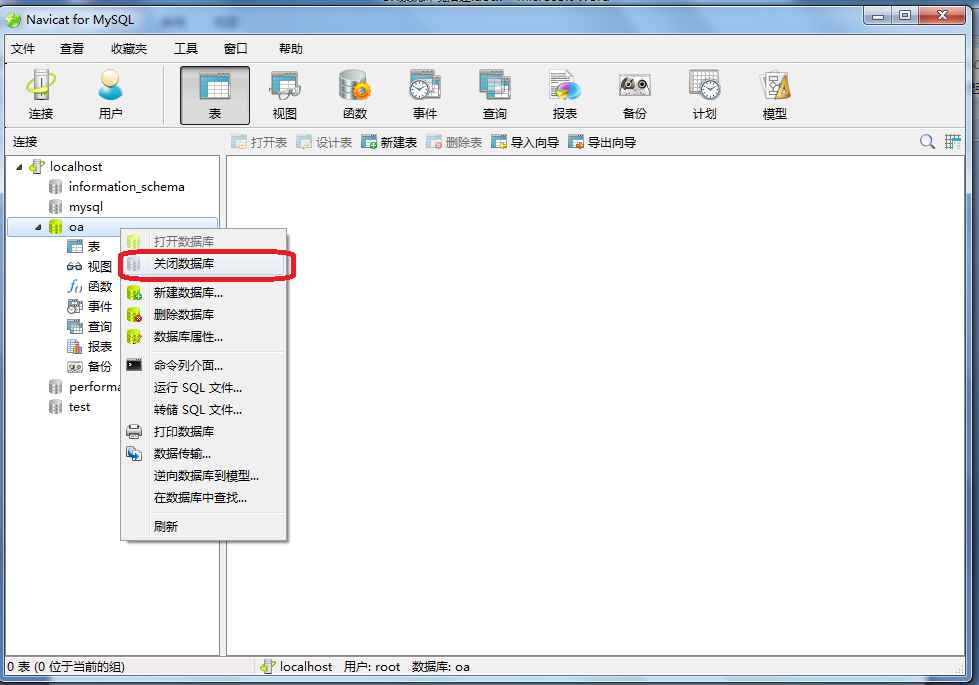 Navicat for MySQL
文件 查看 收藏夹 工具 窗口 帮助
连接 用户 表 视图 函数 事件 查询 报表 备份 计划 模型
连接 打开表 设计表 新建表 删除表 导入向导 导出向导
localhost
information_schema
mysql
oa
表
视图
函数
事件
查询
报表
备份
performa
test
打开数据库
关闭数据库
新建数据库...
删除数据库
数据库属性...
命令列介面...
运行 SQL 文件...
转储 SQL 文件...
打印数据库
数据传输...
逆向数据库到模型...
在数据库中查找...
刷新
0 表 (0 位于当前的组) localhost 用户: root 数据库: oa